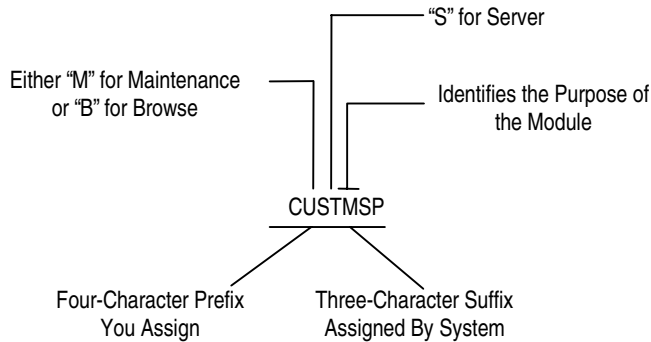 “S” for Server
Either “M” for Maintenance
or “B” for Browse
Identifies the Purpose of
the Module
CUSTMSP
Four-Character Prefix
You Assign
Three-Character Suffix
Assigned By System